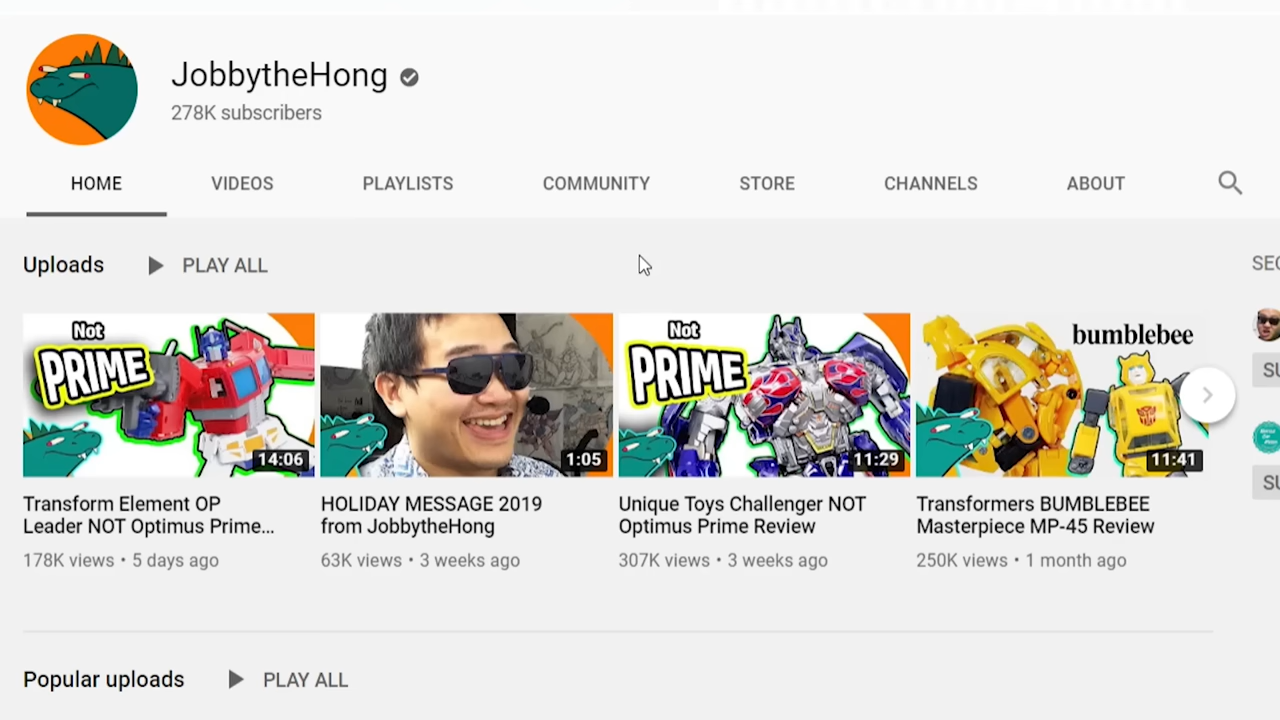 JobbytheHong
278K subscribers
HOME VIDEOS PLAYLISTS COMMUNITY STORE CHANNELS ABOUT
Uploads PLAY ALL
SEC
Not
PRIME
14:06
1:05
Not
PRIME
11:29
bumblebee
11:41
SU
SU
Transform Element OP
Leader NOT Optimus Prime...
178K views • 5 days ago
HOLIDAY MESSAGE 2019
from JobbytheHong
63K views • 3 weeks ago
Unique Toys Challenger NOT
Optimus Prime Review
307K views • 3 weeks ago
Transformers BUMBLEBEE
Masterpiece MP-45 Review
250K views • 1 month ago
Popular uploads PLAY ALL